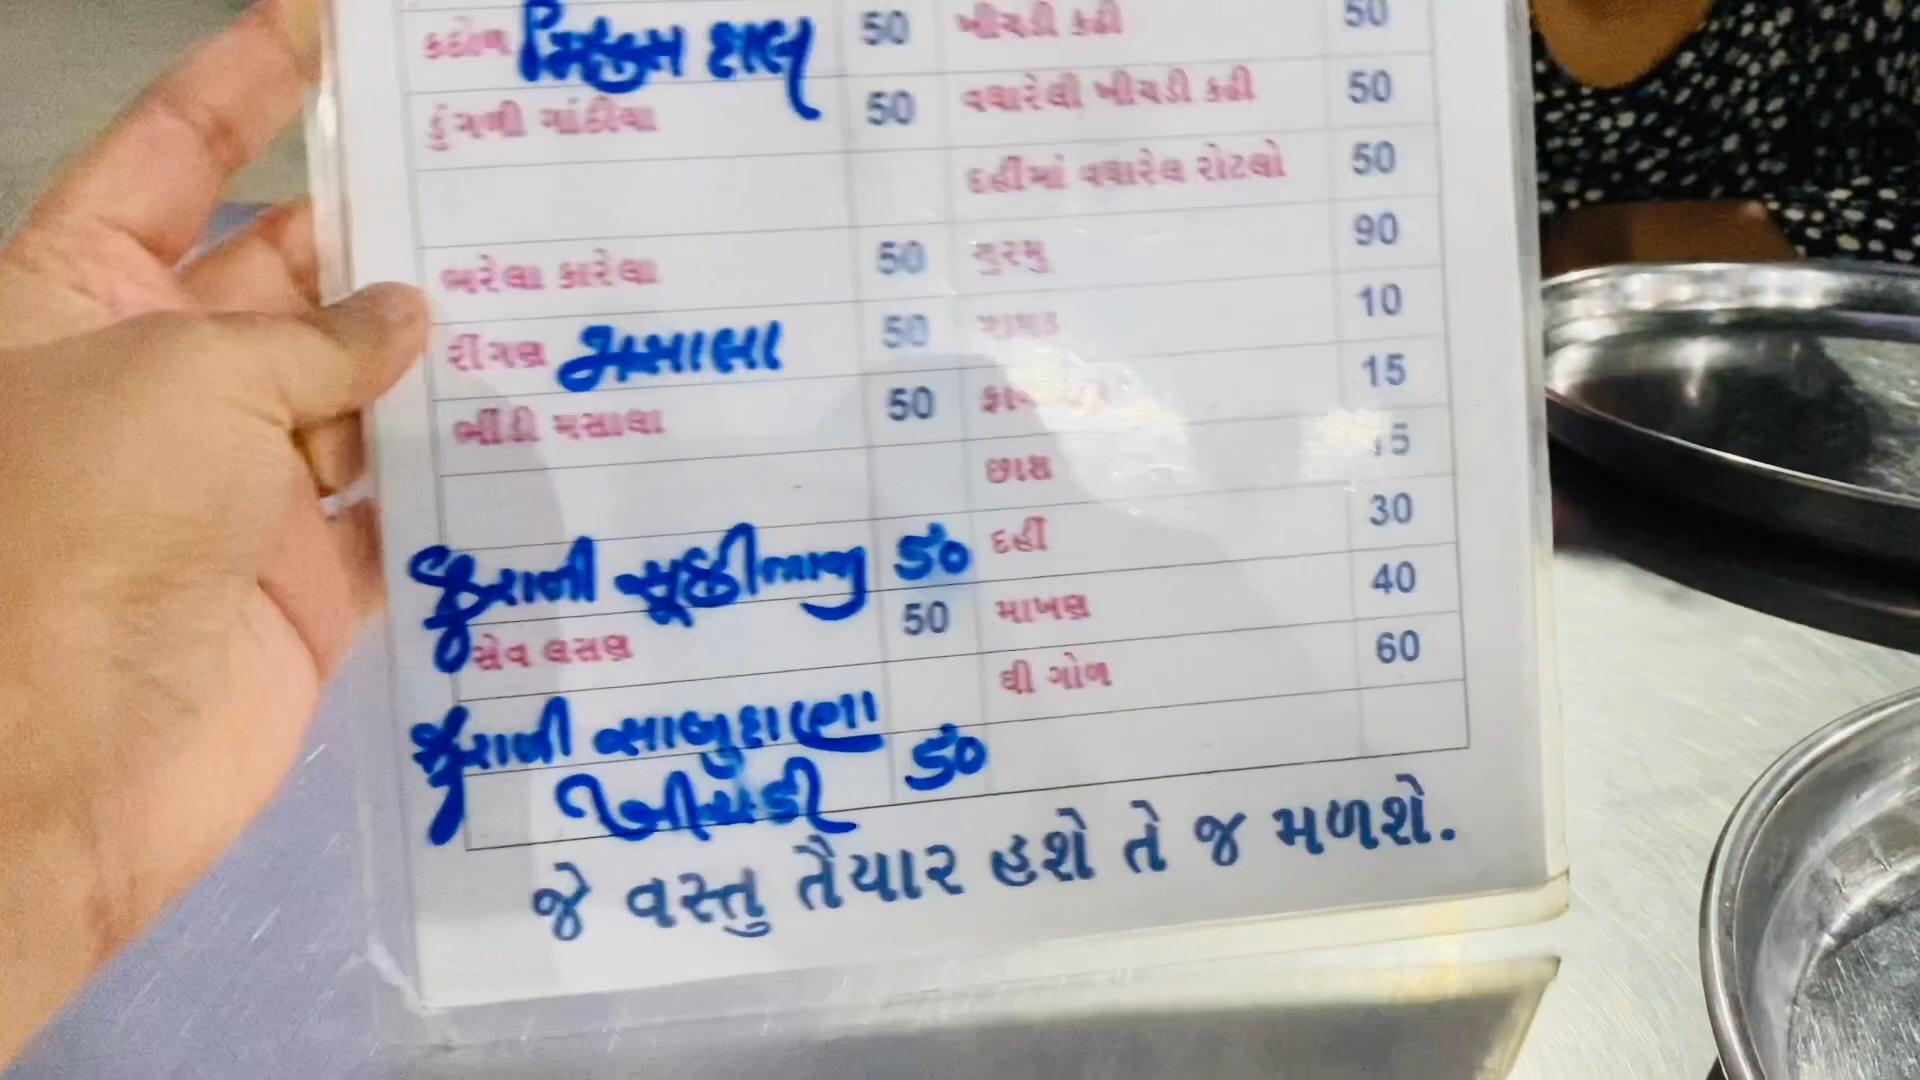 કઠોળ મિક્સ દાળ 50 ખીચડી કઢી 50
ડુંગળી ગાંઠીયા 50 વઘારેલી ખીચડી કઢી 50
દહીંમાં વઘારેલ રોટલો 50
ભરેલા કારેલા 50 ચુરમુ 90
રીંગણ મસાલા 50 10
ભીંડી મસાલા 50 15
છાશ 15
સૂકીભાજી દહીં 30
સેવ લસણ 50 માખણ 40
સાબુદાણા ઘી ગોળ 60
ખીચડી
જે વસ્તુ તૈયાર હશે તે જ મળશે.